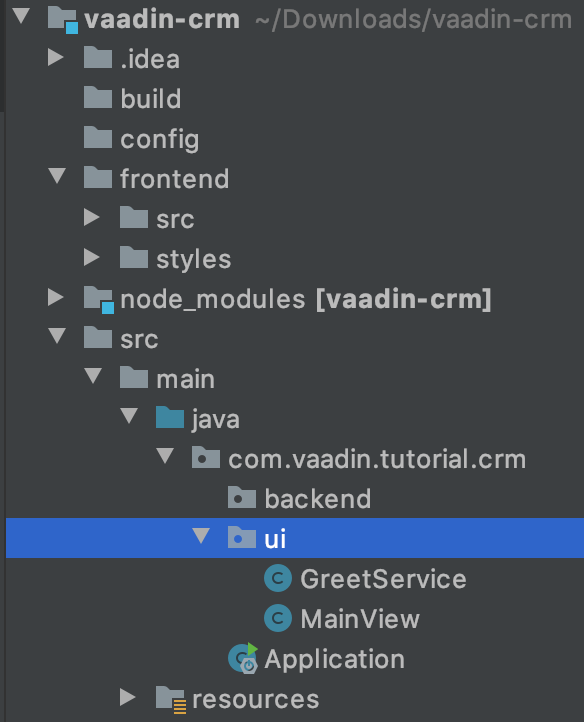 vaadin-crm ~/Downloads/vaadin-crm
.idea
build
config
frontend
src
styles
node_modules [vaadin-crm]
src
main
java
com.vaadin.tutorial.crm
backend
ui
C GreetService
C MainView
C Application
resources